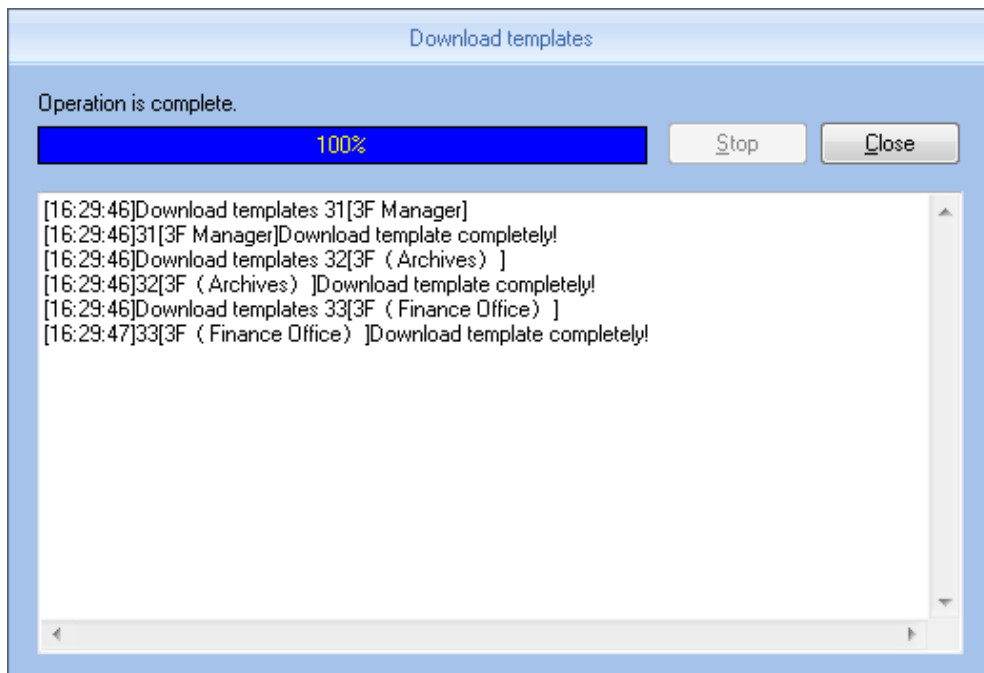 Download templates
Operation is complete.
100%
Stop
Close
[16:29:46]Download templates 31[3F Manager]
[16:29:46]31[3F Manager]Download template completely!
[16:29:46]Download templates 32[3F（Archives）]
[16:29:46]32[3F（Archives）]Download template completely!
[16:29:46]Download templates 33[3F（Finance Office）]
[16:29:47]33[3F（Finance Office）]Download template completely!